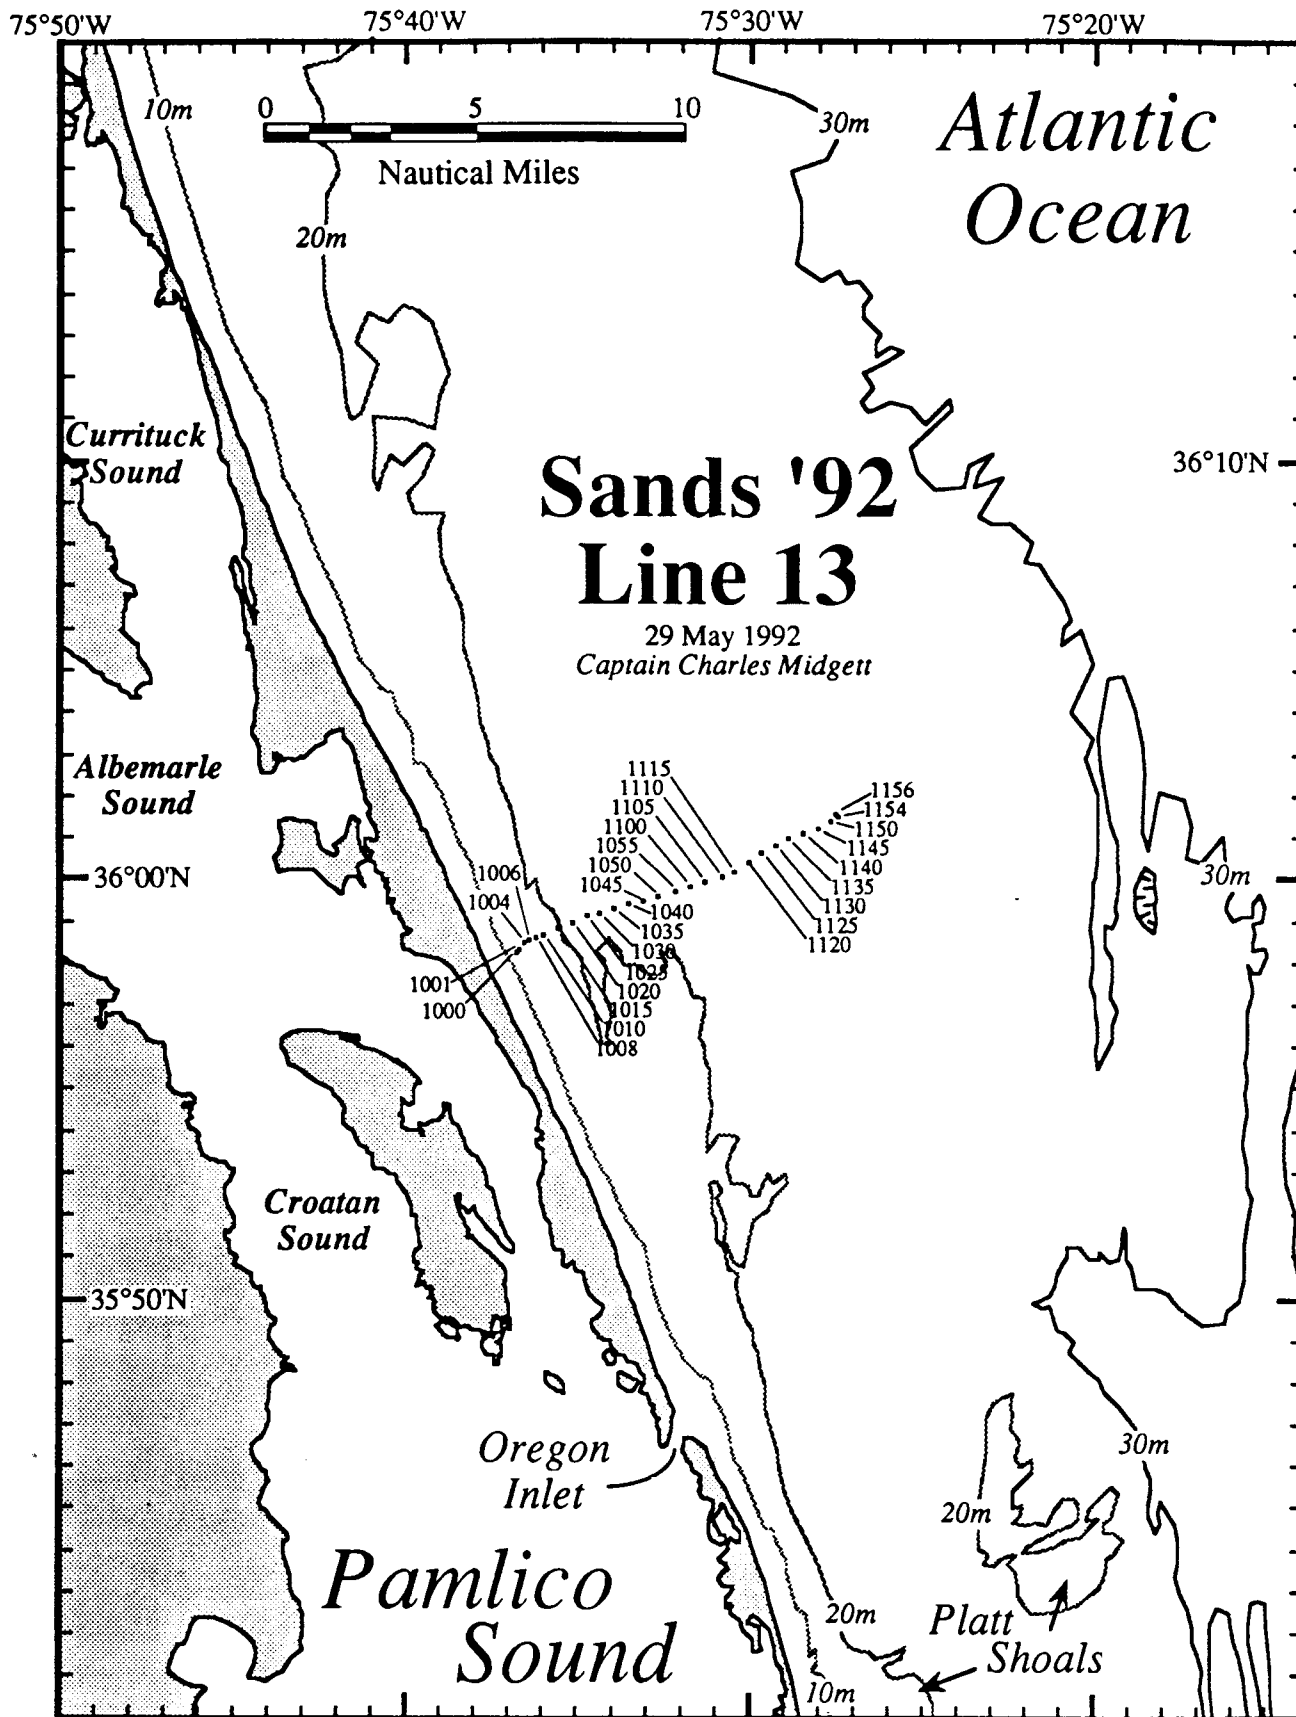 75°50'W
75°40'W
75°30'W
75°20'W
10m
0 5 10
Nautical Miles
20m
30m
Atlantic
Ocean
Currituck
Sound
36°10'N
Sands '92
Line 13
29 May 1992
Captain Charles Midgett
Albemarle
Sound
1115
1110
1105
1100
1055
1050
1045
1156
1154
1150
1145
1140
1135
1130
1125
1120
36°00'N
30m
1006
1004
1001
1000
1040
1035
1030
1025
1020
1015
1010
1008
Croatan
Sound
35°50'N
Oregon
Inlet
30m
20m
Pamlico
Sound
20m
Platt
Shoals
10m